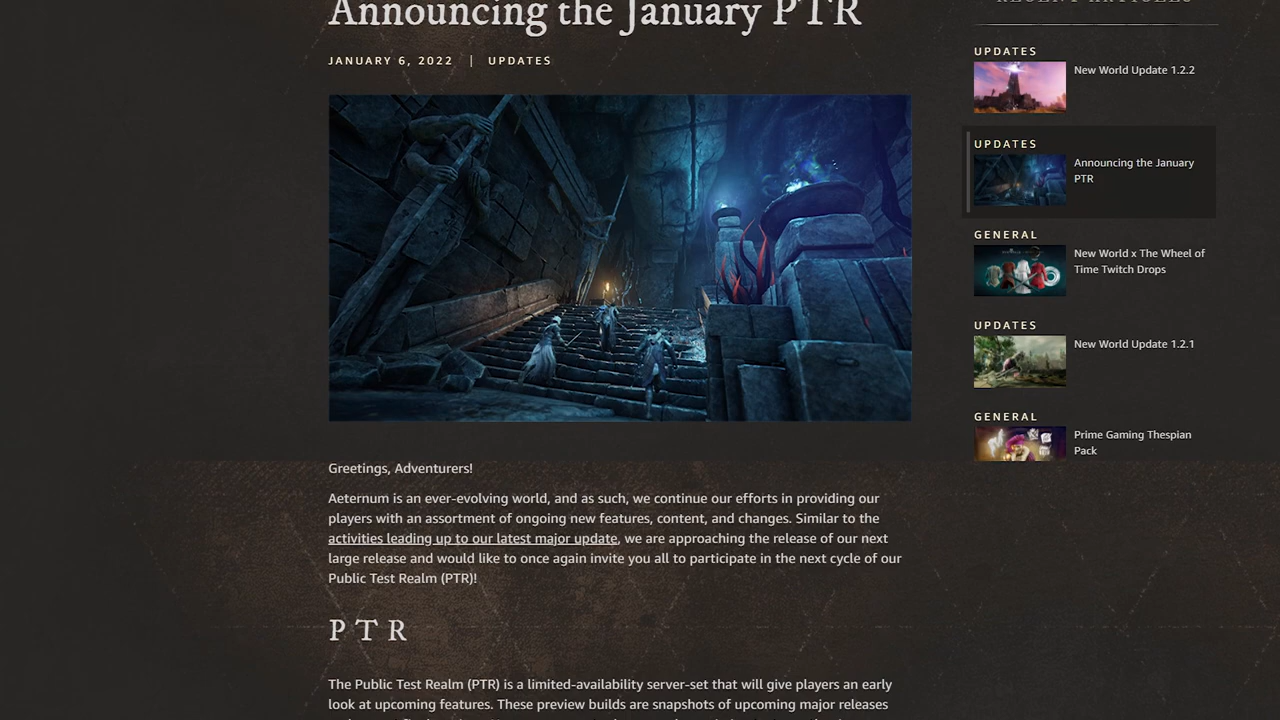 Announcing the January PTR
JANUARY 6, 2022 | UPDATES
Greetings, Adventurers!
Aeternum is an ever-evolving world, and as such, we continue our efforts in providing our
players with an assortment of ongoing new features, content, and changes. Similar to the
activities leading up to our latest major update, we are approaching the release of our next
large release and would like to once again invite you all to participate in the next cycle of our
Public Test Realm (PTR)!
PTR
The Public Test Realm (PTR) is a limited-availability server-set that will give players an early
look at upcoming features. These preview builds are snapshots of upcoming major releases
RECENT ARTICLES
UPDATES
New World Update 1.2.2
UPDATES
Announcing the January
PTR
GENERAL
New World x The Wheel of
Time Twitch Drops
UPDATES
New World Update 1.2.1
GENERAL
Prime Gaming Thespian
Pack